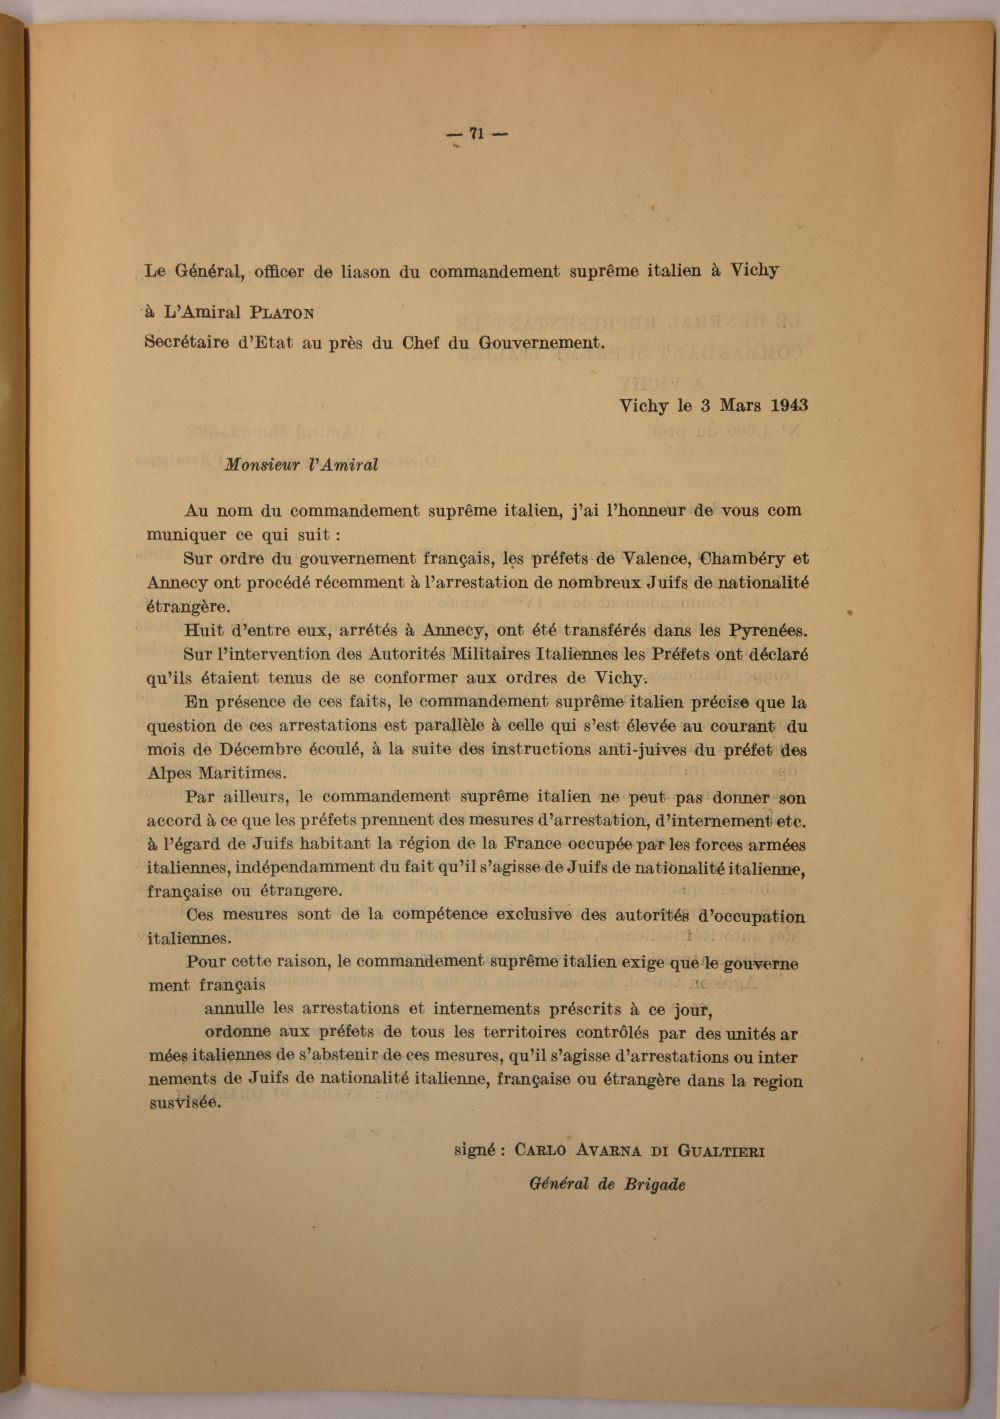 — 71 —
Le Général, officer de liason du commandement suprême italien à Vichy
à L'Amiral PLATON
Secrétaire d'Etat au près du Chef du Gouvernement.
Vichy le 3 Mars 1943
Monsieur l'Amiral
Au nom du commandement suprême italien, j'ai l'honneur de vous com
muniquer ce qui suit :
Sur ordre du gouvernement français, les préfets de Valence, Chambéry et
Annecy ont procédé récemment à l'arrestation de nombreux Juifs de nationalité
étrangère.
Huit d'entre eux, arrétés à Annecy, ont été transférés dans les Pyrenées.
Sur l'intervention des Autorités Militaires Italiennes les Préfets ont déclaré
qu'ils étaient tenus de se conformer aux ordres de Vichy.
En présence de ces faits, le commandement suprême italien précise que la
question de ces arrestations est parallèle à celle qui s'est élevée au courant du
mois de Décembre écoulé, à la suite des instructions anti-juives du préfet des
Alpes Maritimes.
Par ailleurs, le commandement suprême italien ne peut pas donner son
accord à ce que les préfets prennent des mesures d'arrestation, d'internement etc.
à l'égard de Juifs habitant la région de la France occupée par les forces armées
italiennes, indépendamment du fait qu'il s'agisse de Juifs de nationalité italienne,
française ou étrangere.
Ces mesures sont de la compétence exclusive des autorités d'occupation
italiennes.
Pour cette raison, le commandement suprême italien exige que le gouverne
ment français
annulle les arrestations et internements préscrits à ce jour,
ordonne aux préfets de tous les territoires contrôlés par des unités ar
mées italiennes de s'abstenir de ces mesures, qu'il s'agisse d'arrestations ou inter
nements de Juifs de nationalité italienne, française ou étrangère dans la region
susvisée.
signé : CARLO AVARNA DI GUALTIERI
Général de Brigade